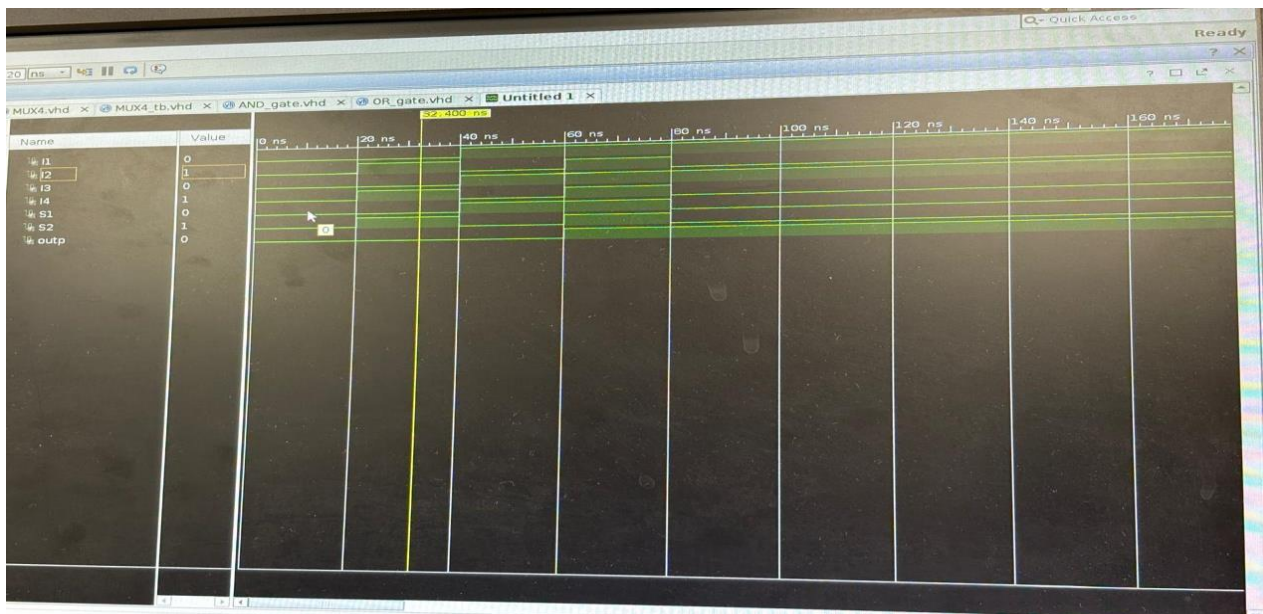 Q- Quick Access
Ready
? ×
20 ns
? ×
MUX4.vhd × MUX4_tb.vhd × AND_gate.vhd × OR_gate.vhd × Untitled 1 ×
32.400 ns
Name Value 0 ns 20 ns 40 ns 60 ns 80 ns 100 ns 120 ns 140 ns 160 ns
I1 0
I2 1
I3 0
I4 1
S1 0
S2 1
outp 0
0